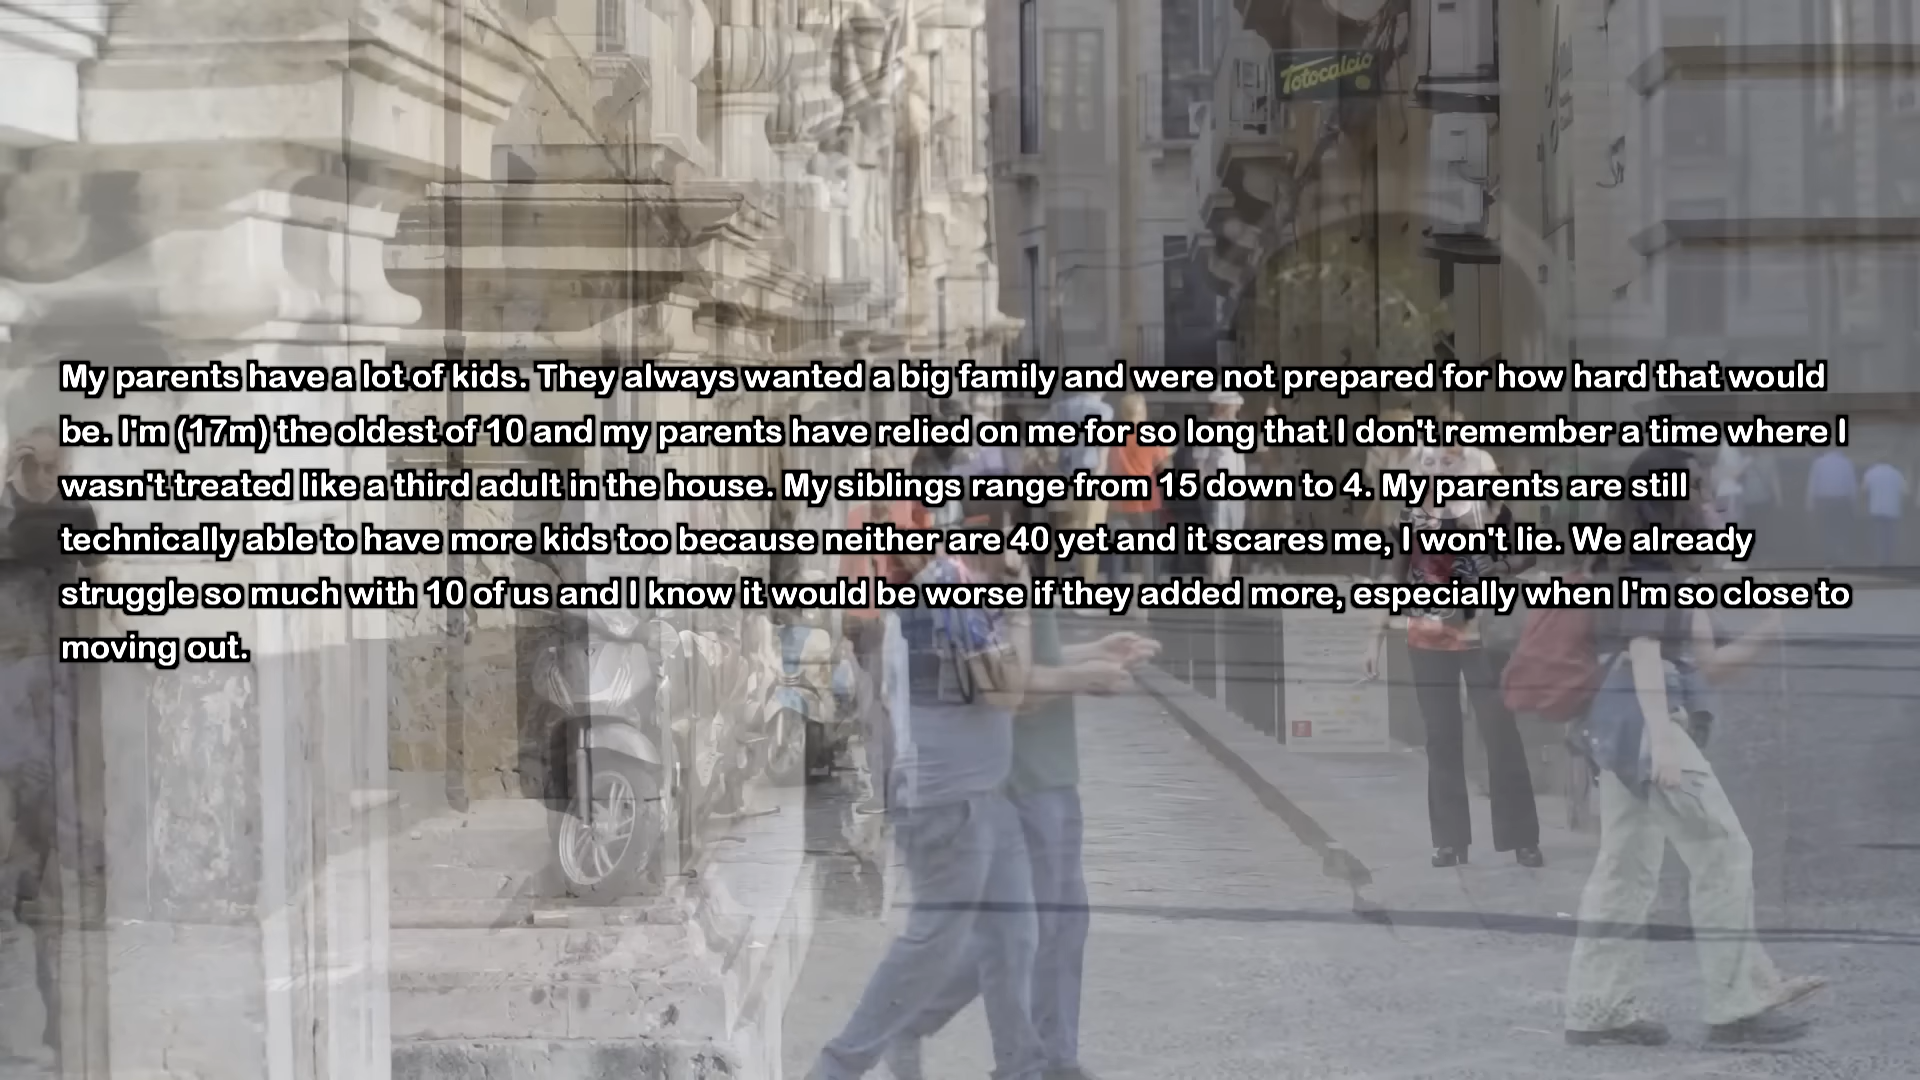 Totocalcio
My parents have a lot of kids. They always wanted a big family and were not prepared for how hard that would
be. I'm (17m) the oldest of 10 and my parents have relied on me for so long that I don't remember a time where I
wasn't treated like a third adult in the house. My siblings range from 15 down to 4. My parents are still
technically able to have more kids too because neither are 40 yet and it scares me, I won't lie. We already
struggle so much with 10 of us and I know it would be worse if they added more, especially when I'm so close to
moving out.